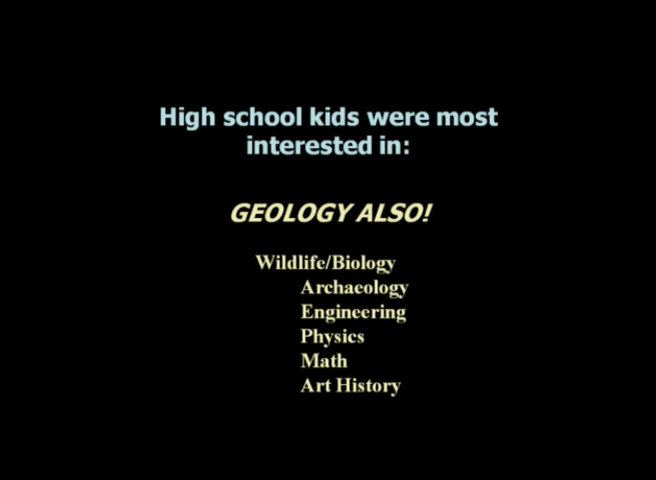 High school kids were most
interested in:
GEOLOGY ALSO!
Wildlife/Biology
Archaeology
Engineering
Physics
Math
Art History